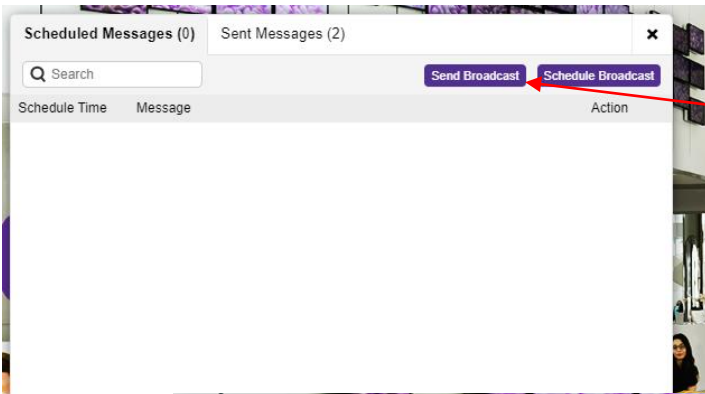 Scheduled Messages (0) Sent Messages (2) ×
Search Send Broadcast Schedule Broadcast
Schedule Time Message Action